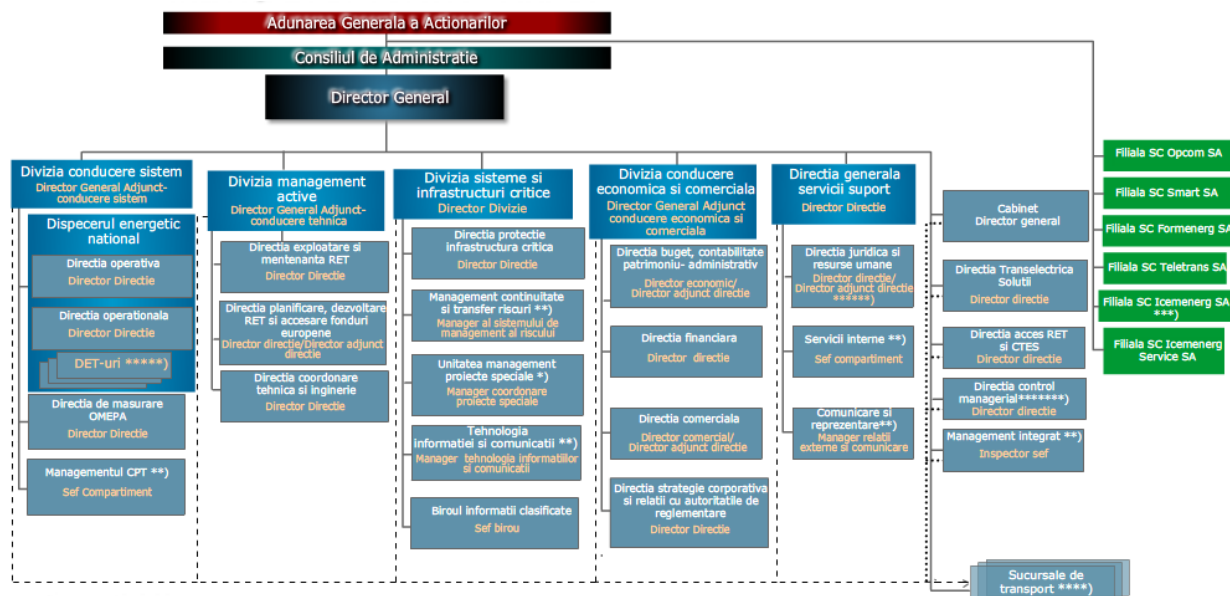 Adunarea Generala a Actionarilor
Consiliul de Administratie
Director General
Divizia conducere sistem
Director General Adjunct-
conducere sistem
Dispecerul energetic
national
Directia operativa
Director Directie
Directia operationala
Director Directie
DET-uri *****)
Directia de masurare
OMEPA
Director Directie
Managementul CPT **)
Sef Compartiment
Divizia management
active
Director General Adjunct-
conducere tehnica
Directia exploatare si
mentenanta RET
Director Directie
Directia planificare, dezvoltare
RET si accesare fonduri
europene
Director directie/Director adjunct
directie
Directia coordonare
tehnica si inginerie
Director Directie
Divizia sisteme si
infrastructuri critice
Director Divizie
Directia protectie
infrastructura critica
Director Directie
Management continuitate
si transfer riscuri **)
Manager al sistemului de
management al riscului
Unitatea management
proiecte speciale *)
Manager coordonare
proiecte speciale
Tehnologia
informatiei si comunicatii **)
Manager tehnologia informatiilor
si comunicatii
Biroul informatii clasificate
Sef birou
Divizia conducere
economica si comerciala
Director General Adjunct
conducere economica si
comerciala
Directia buget, contabilitate
patrimoniu- administrativ
Director economic/
Director adjunct directie
Directia financiara
Director directie
Directia comerciala
Director comercial/
Director adjunct directie
Directia strategie corporativa
si relatii cu autoritatile de
reglementare
Director Directie
Directia generala
servicii suport
Director Directie
Directia juridica si
resurse umane
Director directie/
Director adjunct directie
******)
Servicii interne **)
Sef compartiment
Comunicare si
reprezentare**)
Manager relatii
externe si comunicare
Cabinet
Director general
Directia Transelectrica
Solutii
Director directie
Directia acces RET
si CTES
Director directie
Directia control
managerial*******)
Director directie
Management integrat **)
Inspector sef
Sucursale de
transport ****)
Filiala SC Opcom SA
Filiala SC Smart SA
Filiala SC Formenerg SA
Filiala SC Teletrans SA
Filiala SC Icemenerg SA
***)
Filiala SC Icemenerg
Service SA